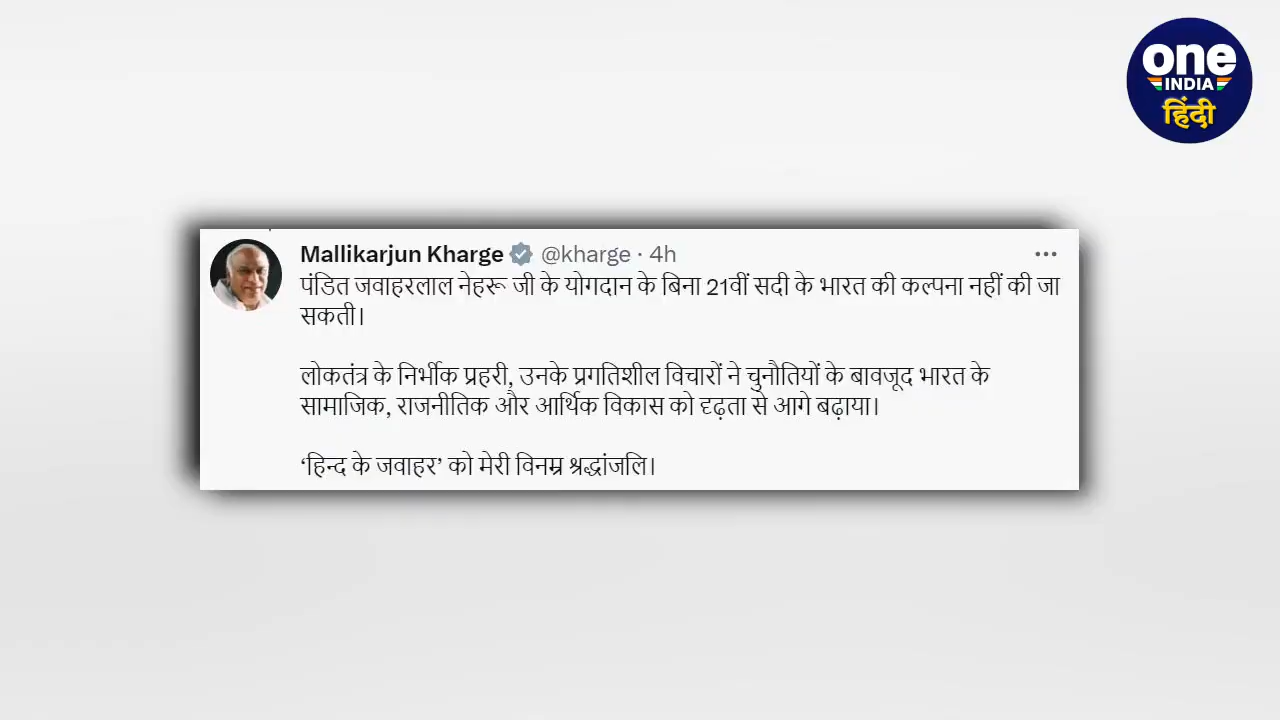 one
INDIA
हिंदी
Mallikarjun Kharge @kharge · 4h
पंडित जवाहरलाल नेहरू जी के योगदान के बिना 21वीं सदी के भारत की कल्पना नहीं की जा
सकती।
लोकतंत्र के निर्भीक प्रहरी, उनके प्रगतिशील विचारों ने चुनौतियों के बावजूद भारत के
सामाजिक, राजनीतिक और आर्थिक विकास को दृढ़ता से आगे बढ़ाया।
‘हिन्द के जवाहर’ को मेरी विनम्र श्रद्धांजलि।